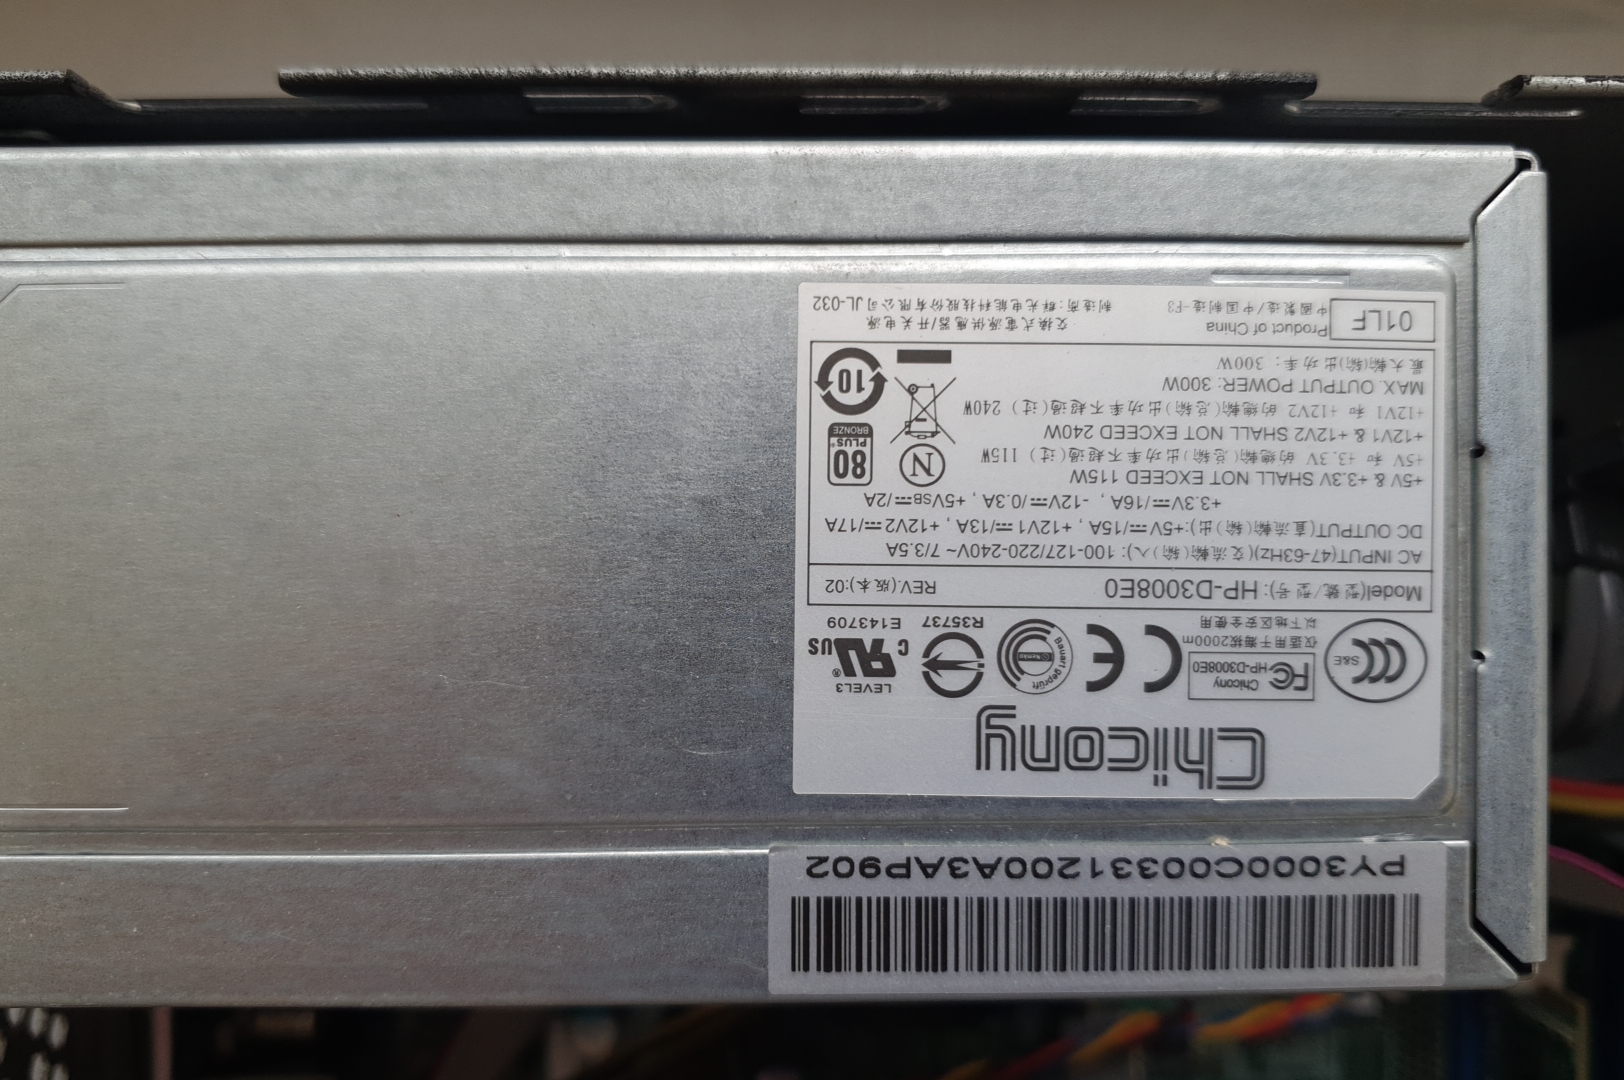 Chicony
S&E
FC
Chicony
HP-D3008E0
仅适用于海拔2000m
以下地区安全使用
CE
Bauart geprüft
R35737
LEVEL3
c UL US ®
E143709
Model(型號/型号): HP-D3008E0
REV.(版本):02
AC INPUT(47-63Hz)(交流輸(输)入): 100-127/220-240V~ 7/3.5A
DC OUTPUT(直流輸(输)出):+5V⎓/15A , +12V1⎓/13A , +12V2⎓/17A
+3.3V⎓/16A , -12V⎓/0.3A , +5VSB⎓/2A
+5V & +3.3V SHALL NOT EXCEED 115W
+5V 和 +3.3V 的總輸(总输)出功率不超過(过) 115W
+12V1 & +12V2 SHALL NOT EXCEED 240W
+12V1 和 +12V2 的總輸(总输)出功率不超過(过) 240W
MAX. OUTPUT POWER: 300W
最大輸(输)出功率: 300W
N
80
PLUS®
BRONZE
10
01LF
Product of China
中國製造/中国制造-F3
交換式電源供應器/开关电源
制造商:群光电能科技股份有限公司 JL-032
PY3000C00331200A3AP902